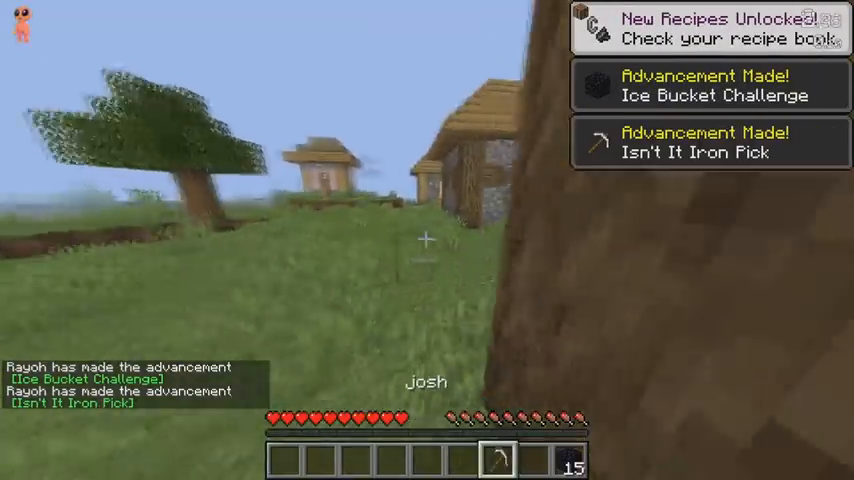 New Recipes Unlocked!
Check your recipe book
Advancement Made!
Ice Bucket Challenge
Advancement Made!
Isn't It Iron Pick
Rayoh has made the advancement
[Ice Bucket Challenge]
Rayoh has made the advancement
[Isn't It Iron Pick]
josh
15